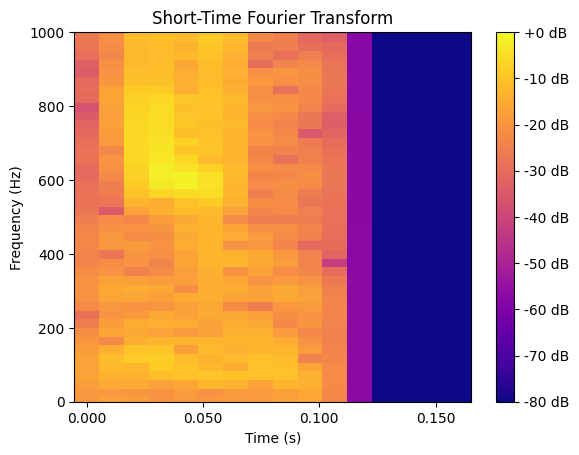 Short-Time Fourier Transform
1000
800
600
400
200
0
Frequency (Hz)
0.000
0.050
0.100
0.150
Time (s)
+0 dB
-10 dB
-20 dB
-30 dB
-40 dB
-50 dB
-60 dB
-70 dB
-80 dB